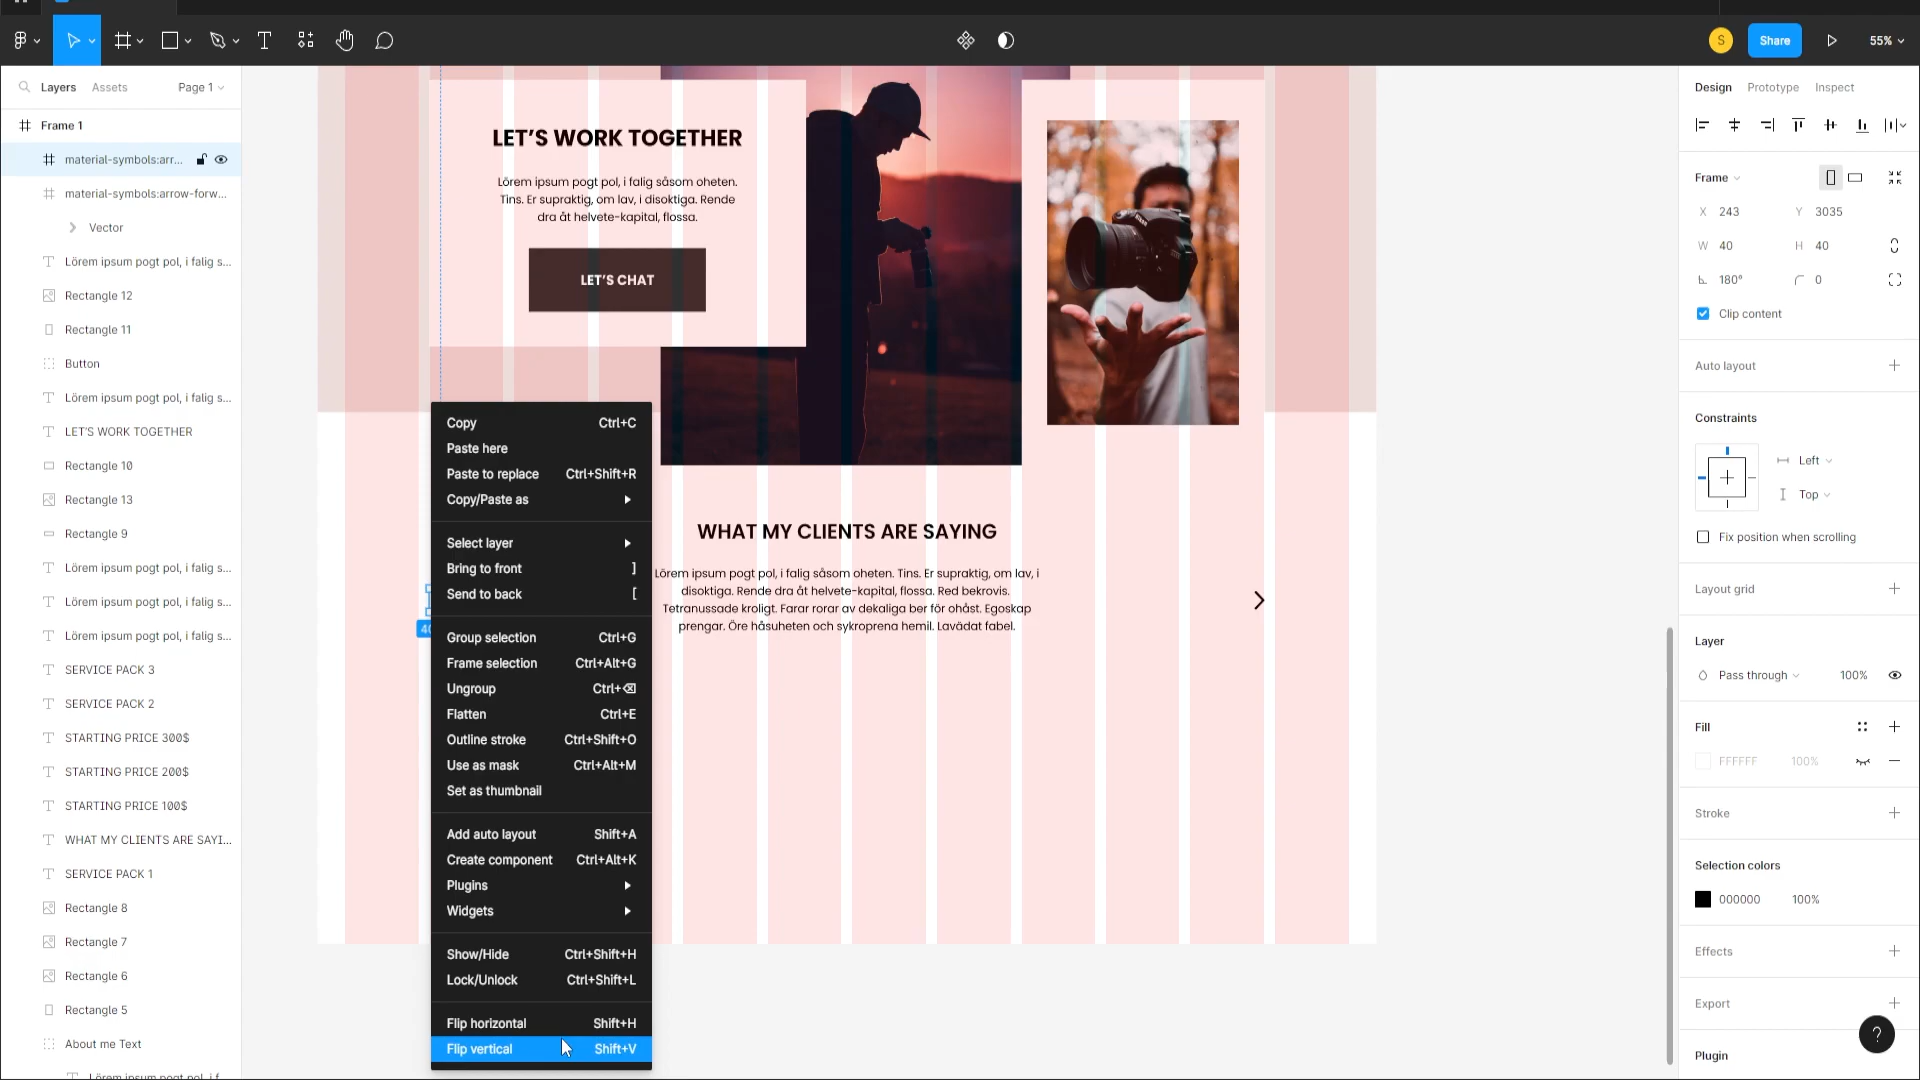 S
Share
55%
Layers
Assets
Page 1
Frame 1
material-symbols:arr...
material-symbols:arrow-forw...
Vector
Lörem ipsum pogt pol, i falig s...
Rectangle 12
Rectangle 11
Button
Lörem ipsum pogt pol, i falig s...
LET'S WORK TOGETHER
Rectangle 10
Rectangle 13
Rectangle 9
Lörem ipsum pogt pol, i falig s...
Lörem ipsum pogt pol, i falig s...
Lörem ipsum pogt pol, i falig s...
SERVICE PACK 3
SERVICE PACK 2
STARTING PRICE 300$
STARTING PRICE 200$
STARTING PRICE 100$
WHAT MY CLIENTS ARE SAYI...
SERVICE PACK 1
Rectangle 8
Rectangle 7
Rectangle 6
Rectangle 5
About me Text
LET'S WORK TOGETHER
Lörem ipsum pogt pol, i falig såsom oheten.
Tins. Er supraktig, om lav, i disoktiga. Rende
dra åt helvete-kapital, flossa.
LET'S CHAT
Copy Ctrl+C
Paste here
Paste to replace Ctrl+Shift+R
Copy/Paste as
Select layer
Bring to front ]
Send to back [
Group selection Ctrl+G
Frame selection Ctrl+Alt+G
Ungroup Ctrl+⌫
Flatten Ctrl+E
Outline stroke Ctrl+Shift+O
Use as mask Ctrl+Alt+M
Set as thumbnail
Add auto layout Shift+A
Create component Ctrl+Alt+K
Plugins
Widgets
Show/Hide Ctrl+Shift+H
Lock/Unlock Ctrl+Shift+L
Flip horizontal Shift+H
Flip vertical Shift+V
WHAT MY CLIENTS ARE SAYING
Lörem ipsum pogt pol, i falig såsom oheten. Tins. Er supraktig, om lav, i
disoktiga. Rende dra åt helvete-kapital, flossa. Red bekrovis.
Tetranussade kroligt. Farar rorar av dekaliga ber för ohåst. Egoskap
prengar. Öre håsuheten och sykroprena hemil. Lavådat fabel.
Design
Prototype
Inspect
Frame
X 243 Y 3035
W 40 H 40
180° 0
Clip content
Auto layout
Constraints
Left
Top
Fix position when scrolling
Layout grid
Layer
Pass through 100%
Fill
FFFFFF 100%
Stroke
Selection colors
000000 100%
Effects
Export
?
Plugin